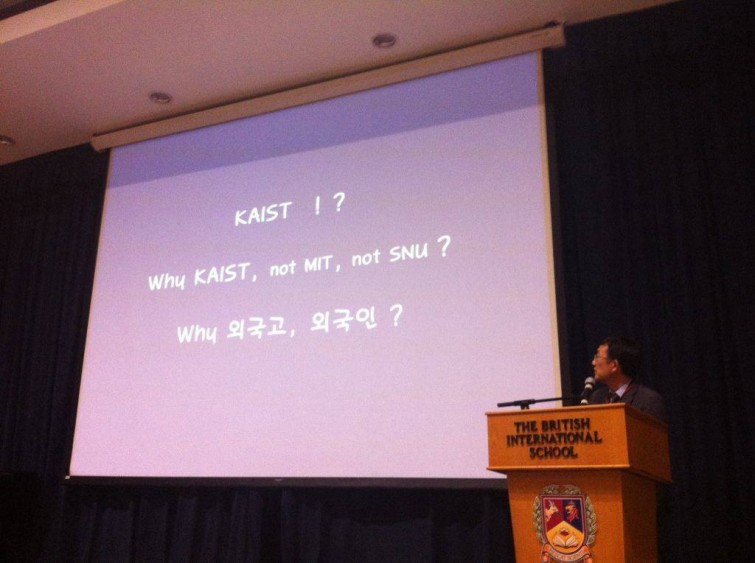 KAIST ! ?
Why KAIST, not MIT, not SNU ?
Why 외국고, 외국인 ?
THE BRITISH
INTERNATIONAL
SCHOOL